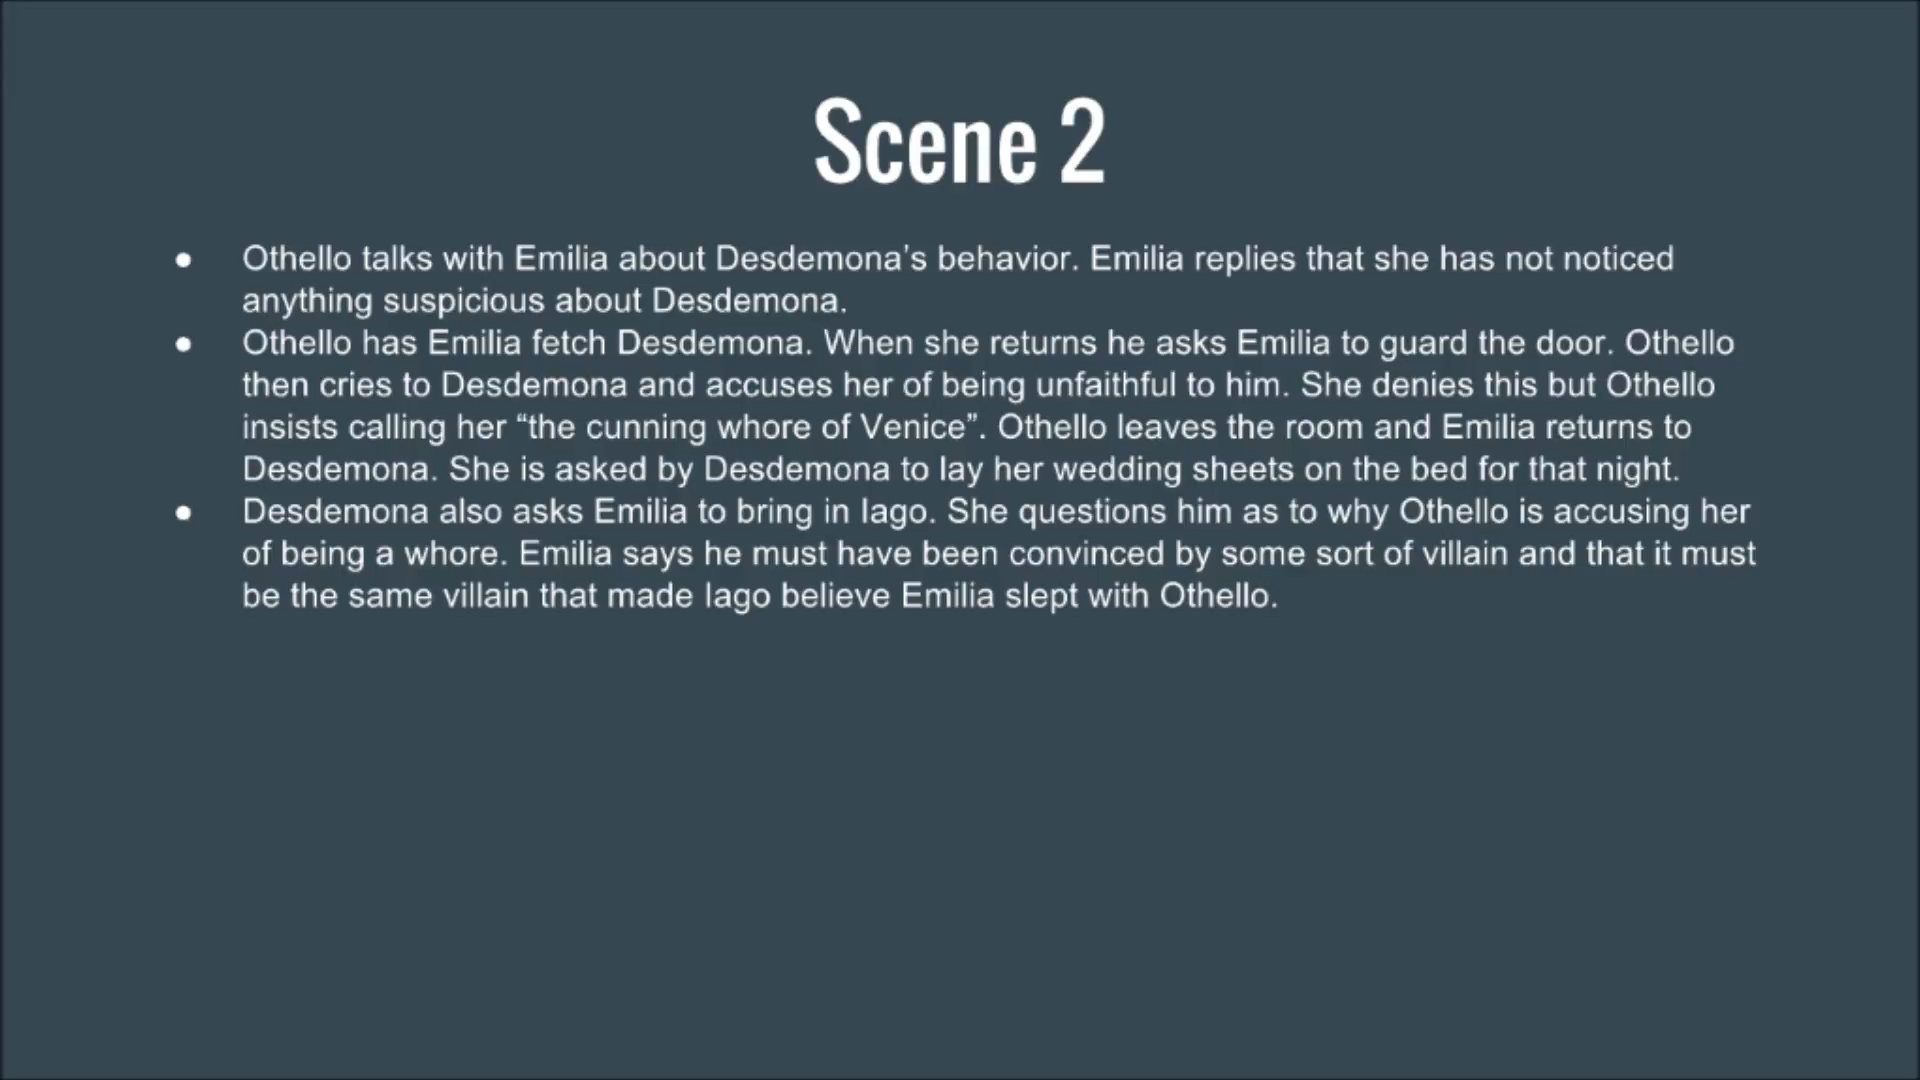 Scene 2
● Othello talks with Emilia about Desdemona’s behavior. Emilia replies that she has not noticed
anything suspicious about Desdemona.
● Othello has Emilia fetch Desdemona. When she returns he asks Emilia to guard the door. Othello
then cries to Desdemona and accuses her of being unfaithful to him. She denies this but Othello
insists calling her “the cunning whore of Venice”. Othello leaves the room and Emilia returns to
Desdemona. She is asked by Desdemona to lay her wedding sheets on the bed for that night.
● Desdemona also asks Emilia to bring in Iago. She questions him as to why Othello is accusing her
of being a whore. Emilia says he must have been convinced by some sort of villain and that it must
be the same villain that made Iago believe Emilia slept with Othello.